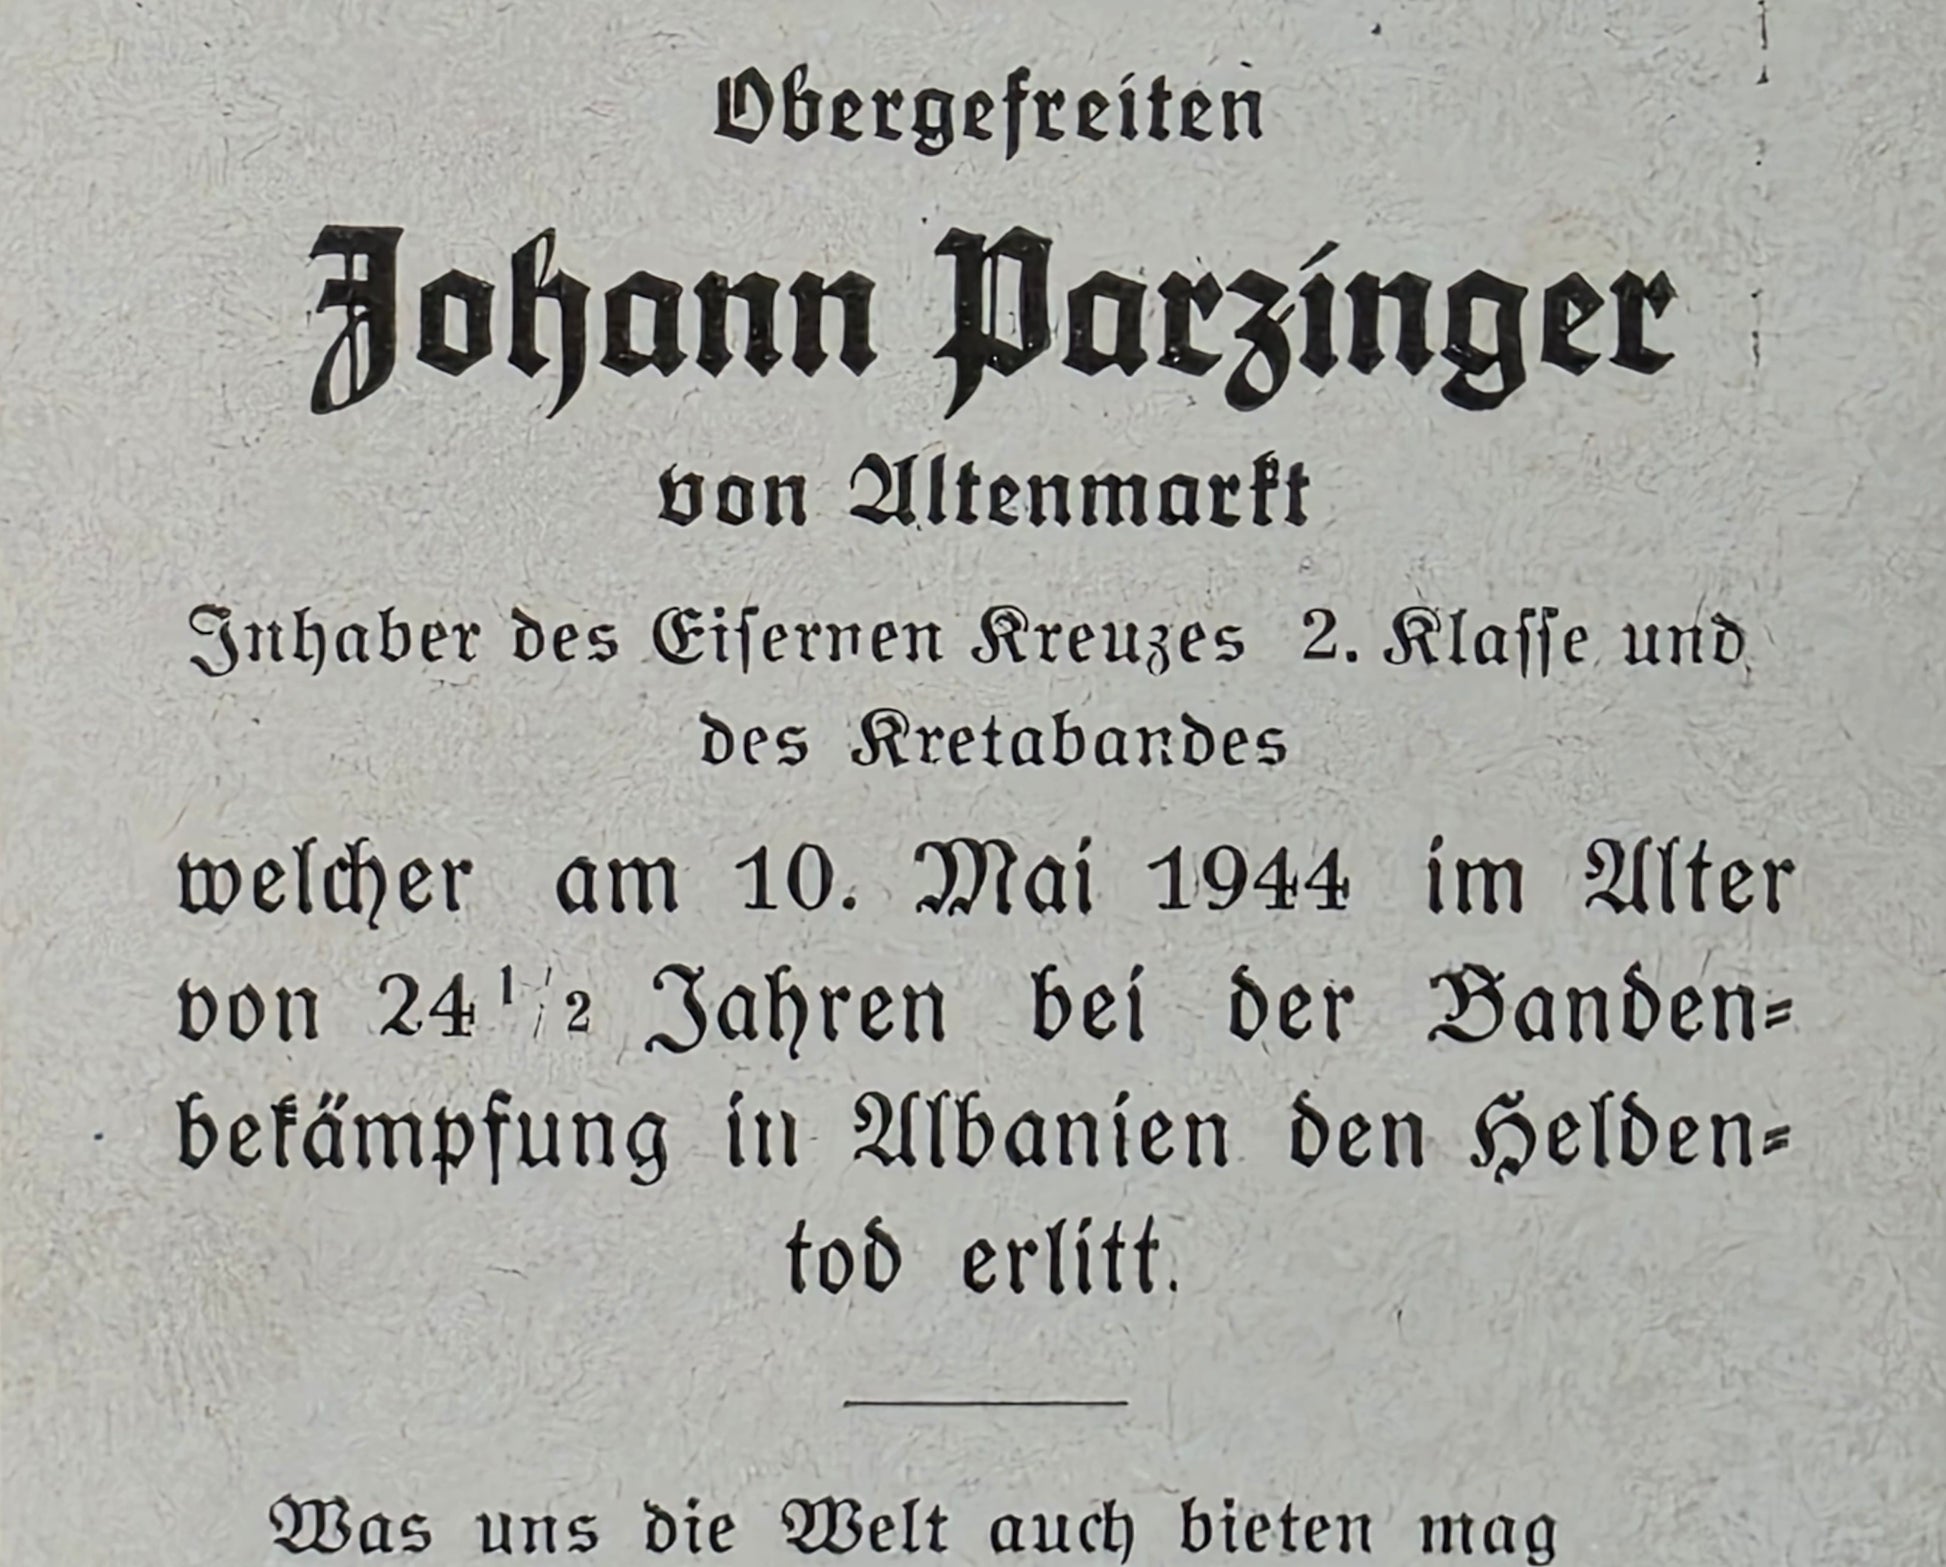 Obergefreiten
Johann Parzinger
von Altenmarkt
Inhaber des Eisernen Kreuzes 2. Klasse und
des Kretabandes
welcher am 10. Mai 1944 im Alter
von 24 1/2 Jahren bei der Banden-
bekämpfung in Albanien den Helden-
tod erlitt.
Was uns die Welt auch bieten mag